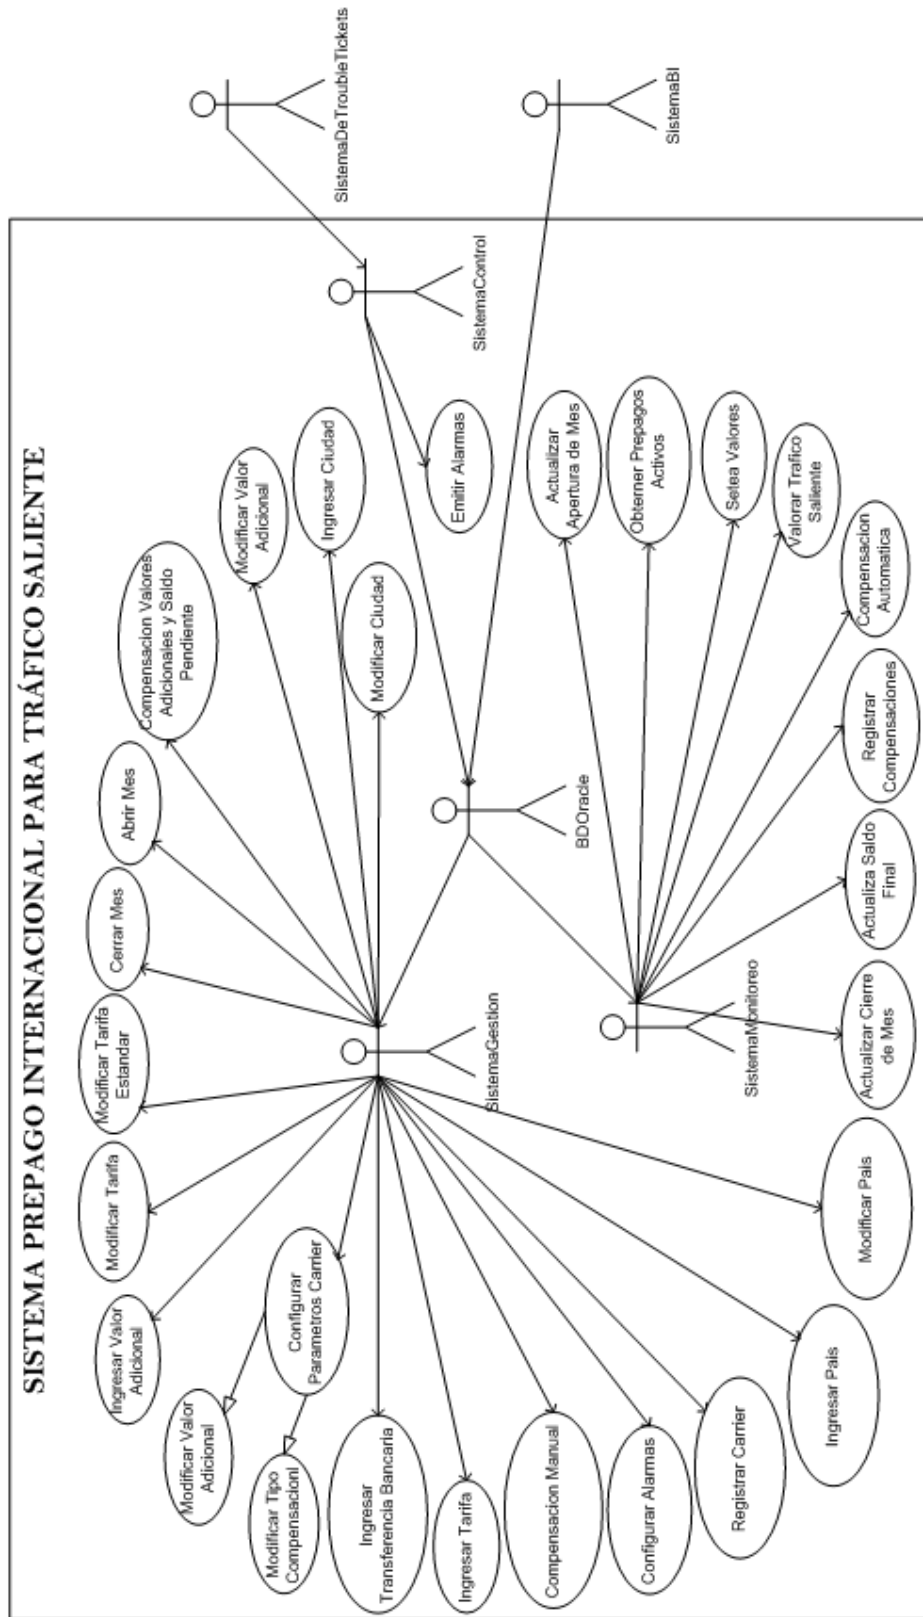 SISTEMA PREPAGO INTERNACIONAL PARA TRÁFICO SALIENTE
Ingresar Valor
Adicional
Modificar Tarifa
Modificar Tarifa
Estandar
Cerrar Mes
Abrir Mes
Compensacion Valores
Adicionales y Saldo
Pendiente
Modificar Valor
Adicional
Ingresar Ciudad
Modificar Ciudad
Modificar Valor
Adicional
Modificar Tipo
Compensacionl
Configurar
Parametros Carrier
Ingresar
Transferencia Bancaria
Ingresar Tarifa
Compension Manual
Configurar Alarmas
Registrar Carrier
Ingresar Pais
Modificar Pais
SistemaGestion
SistemaDeTroubleTickets
SistemaControl
Emitir Alarmas
BDOracle
SistemaBI
SistemaMonitoreo
Actualizar
Apertura de Mes
Obterner Prepagos
Activos
Setea Valores
Valorar Trafico
Saliente
Compensacion
Automatica
Registrar
Compensaciones
Actualiza Saldo
Final
Actualizar Cierre
de Mes